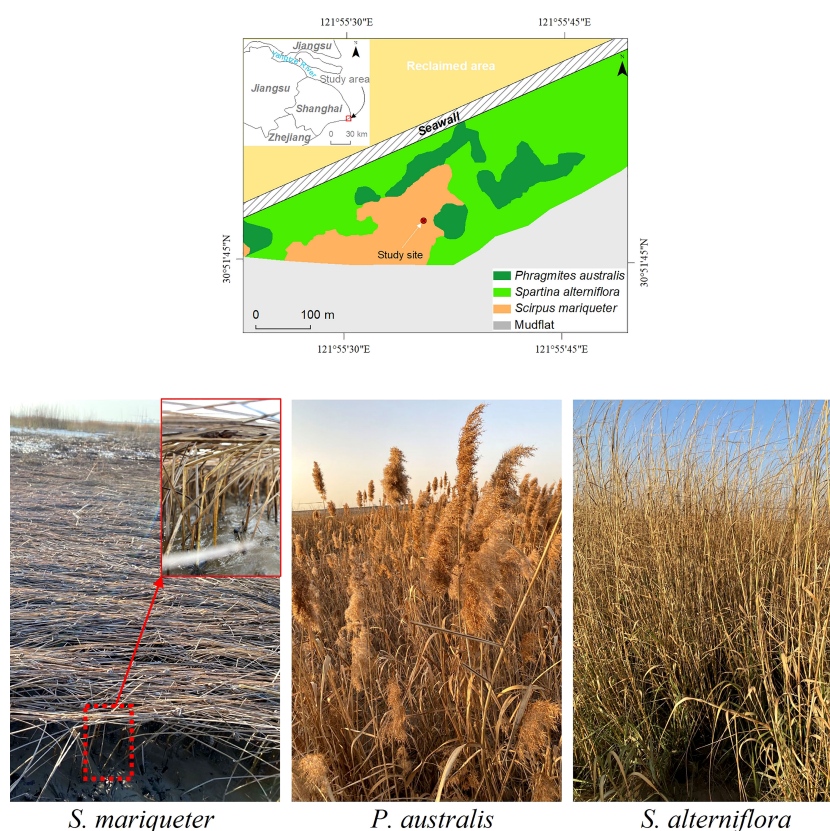 121°55'30"E
121°55'45"E
Jiangsu
Yangtze River
Study area
Jiangsu
Shanghai
Zhejiang
0 30 km
N
Reclaimed area
N
Seawall
Study site
30°51'45"N
30°51'45"N
Phragmites australis
Spartina alterniflora
Scirpus mariqueter
Mudflat
0 100 m
121°55'30"E
121°55'45"E
S. mariqueter
P. australis
S. alterniflora